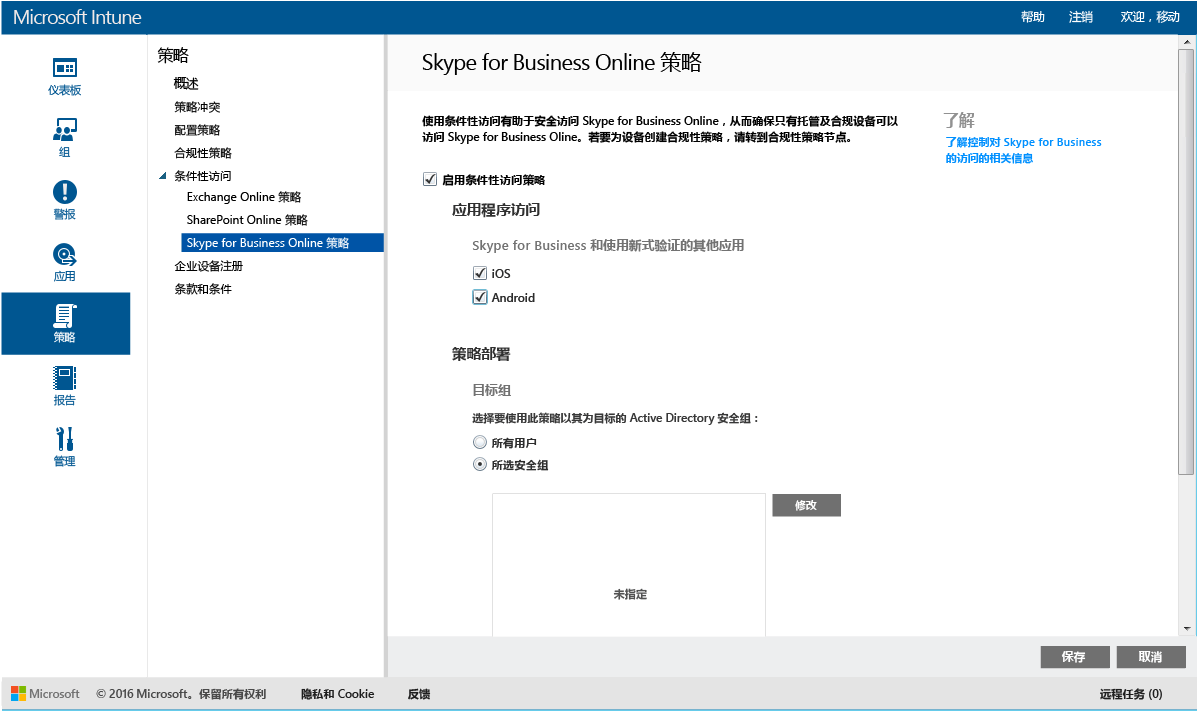 Microsoft Intune
帮助
注销
欢迎，移动
仪表板
组
警报
应用
策略
报告
管理
策略
概述
策略冲突
配置策略
合规性策略
条件性访问
Exchange Online 策略
SharePoint Online 策略
Skype for Business Online 策略
企业设备注册
条款和条件
Skype for Business Online 策略
使用条件性访问有助于安全访问 Skype for Business Online，从而确保只有托管及合规设备可以
访问 Skype for Business Oline。若要为设备创建合规性策略，请转到合规性策略节点。
了解
了解控制对 Skype for Business
的访问的相关信息
启用条件性访问策略
应用程序访问
Skype for Business 和使用新式验证的其他应用
iOS
Android
策略部署
目标组
选择要使用此策略以其为目标的 Active Directory 安全组：
所有用户
所选安全组
修改
未指定
保存
取消
Microsoft
© 2016 Microsoft。保留所有权利
隐私和 Cookie
反馈
远程任务 (0)